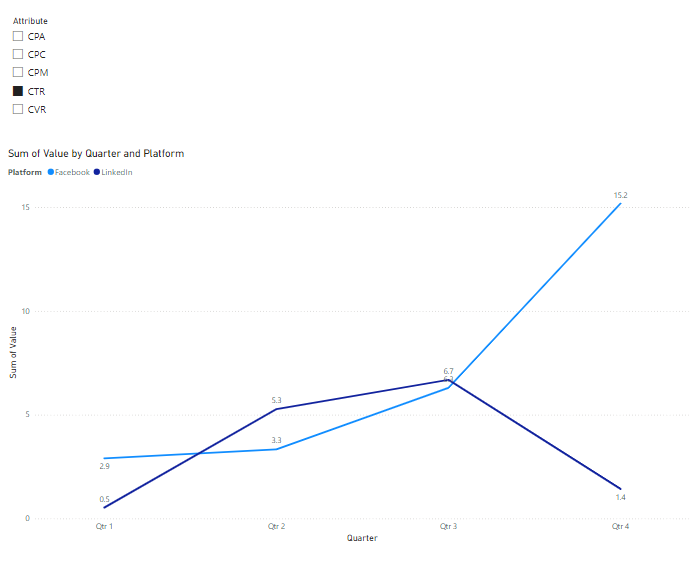 Attribute
CPA
CPC
CPM
CTR
CVR
Sum of Value by Quarter and Platform
Platform Facebook LinkedIn
15.2
15
10
6.7
5.3
5
3.3
2.9
0.5
1.4
0
Sum of Value
Qtr 1 Qtr 2 Qtr 3 Qtr 4
Quarter